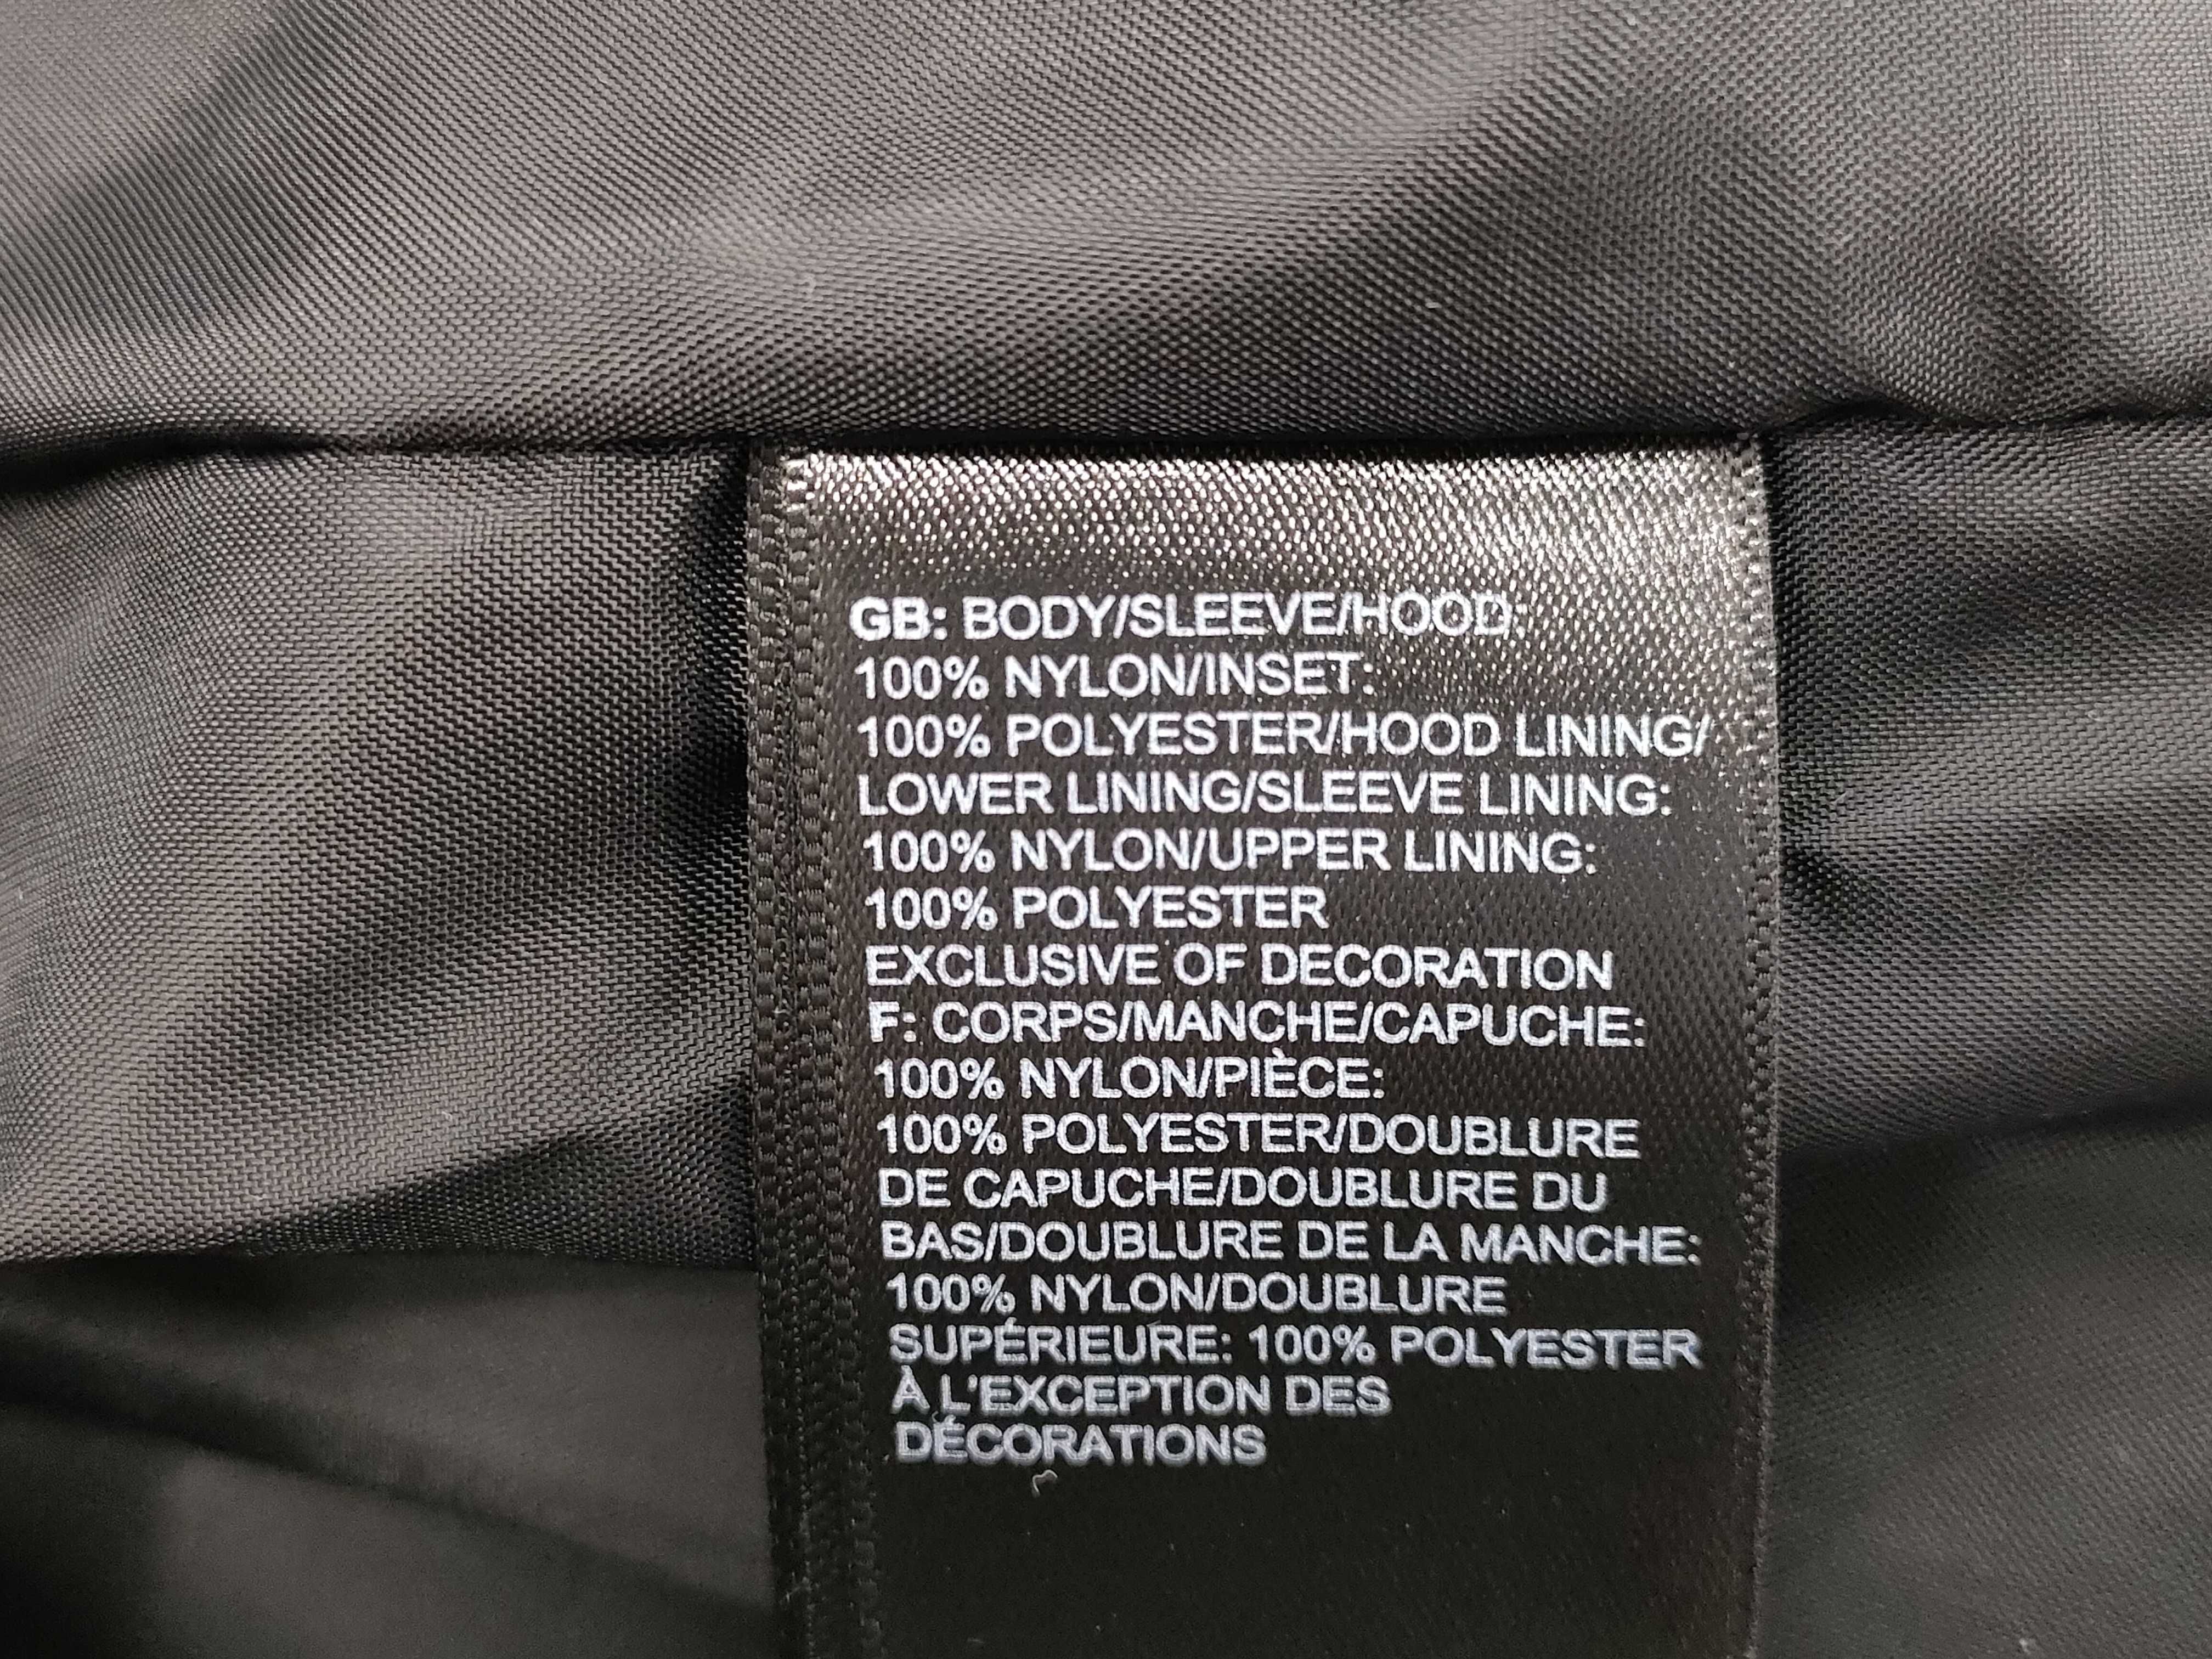 GB: BODY/SLEEVE/HOOD:
100% NYLON/INSET:
100% POLYESTER/HOOD LINING/
LOWER LINING/SLEEVE LINING:
100% NYLON/UPPER LINING:
100% POLYESTER
EXCLUSIVE OF DECORATION
F: CORPS/MANCHE/CAPUCHE:
100% NYLON/PIÈCE:
100% POLYESTER/DOUBLURE
DE CAPUCHE/DOUBLURE DU
BAS/DOUBLURE DE LA MANCHE:
100% NYLON/DOUBLURE
SUPÉRIEURE: 100% POLYESTER
À L'EXCEPTION DES
DÉCORATIONS